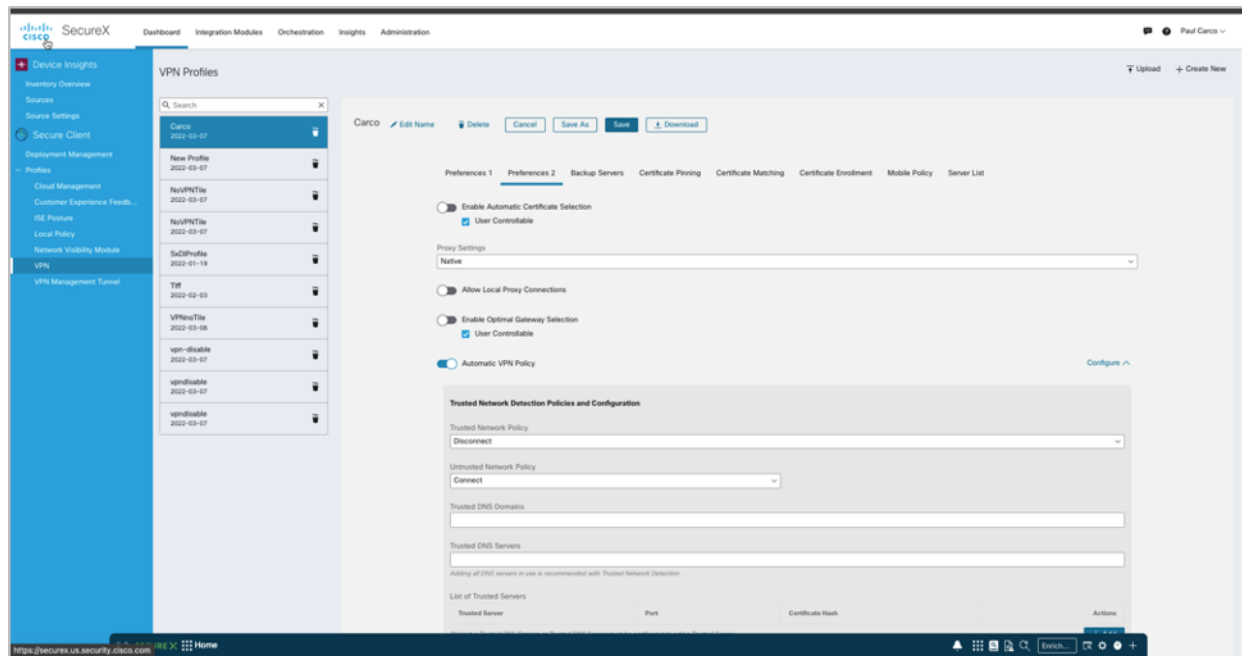 CISCO
SecureX
Dashboard
Integration Modules
Orchestration
Insights
Administration
Paul Carco
Device Insights
Inventory Overview
Sources
Source Settings
Secure Client
Deployment Management
Profiles
Cloud Management
Customer Experience Feedb...
ISE Posture
Local Policy
Network Visibility Module
VPN
VPN Management Tunnel
VPN Profiles
Upload
+ Create New
Search
Carco
2022-03-07
New Profile
2022-03-07
NoVPNTile
2022-03-07
NoVPNTile
2022-03-07
SxDIProfile
2022-01-19
Tiff
2022-02-03
VPNnoTile
2022-03-08
vpn-disable
2022-03-07
vpndisable
2022-03-07
vpndisable
2022-03-07
Carco
Edit Name
Delete
Cancel
Save As
Save
Download
Preferences 1
Preferences 2
Backup Servers
Certificate Pinning
Certificate Matching
Certificate Enrollment
Mobile Policy
Server List
Enable Automatic Certificate Selection
User Controllable
Proxy Settings
Native
Allow Local Proxy Connections
Enable Optimal Gateway Selection
User Controllable
Automatic VPN Policy
Configure
Trusted Network Detection Policies and Configuration
Trusted Network Policy
Disconnect
Untrusted Network Policy
Connect
Trusted DNS Domains
Trusted DNS Servers
Adding all DNS servers in use is recommended with Trusted Network Detection
List of Trusted Servers
Trusted Server
Port
Certificate Hash
Actions
https://securex.us.security.cisco.com
Home
Enrich...